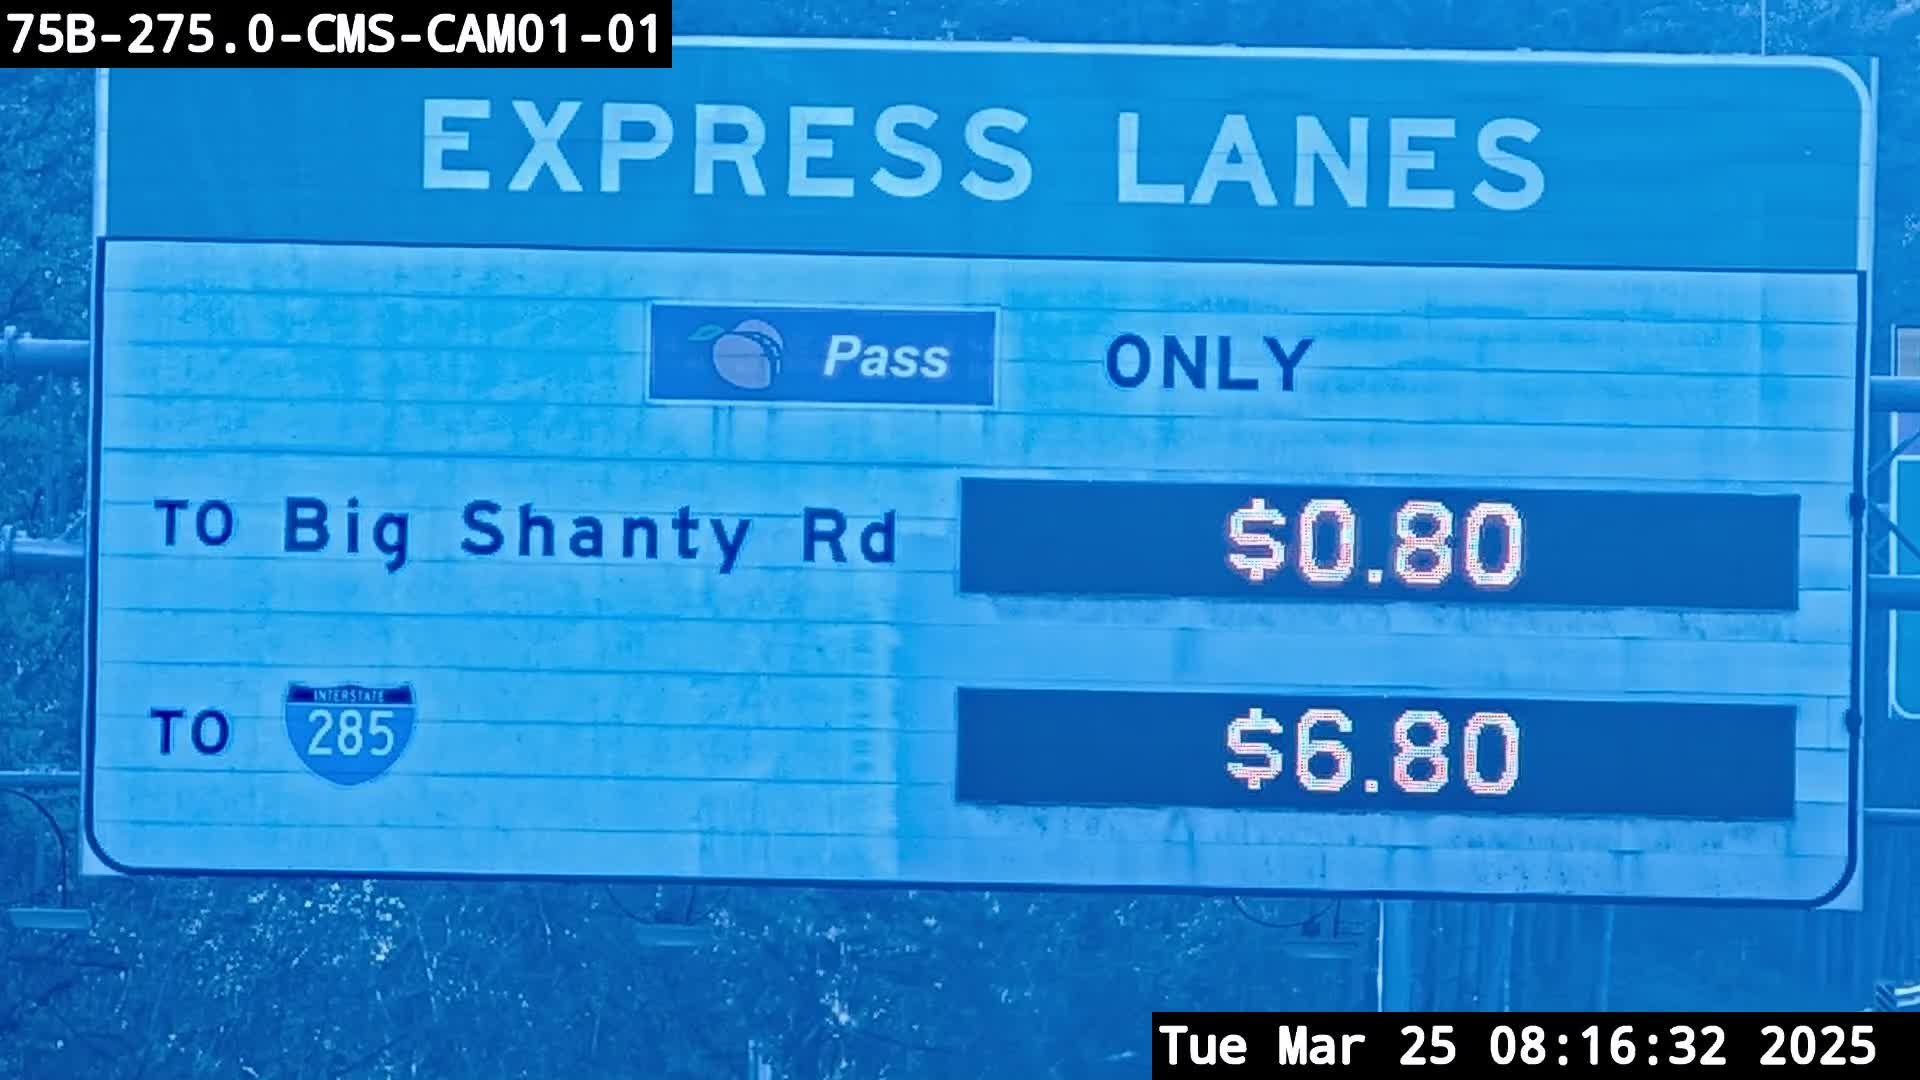 75B-275.0-CMS-CAM01-01
EXPRESS LANES
Pass ONLY
TO Big Shanty Rd $0.80
INTERSTATE
TO 285 $6.80
Tue Mar 25 08:16:32 2025